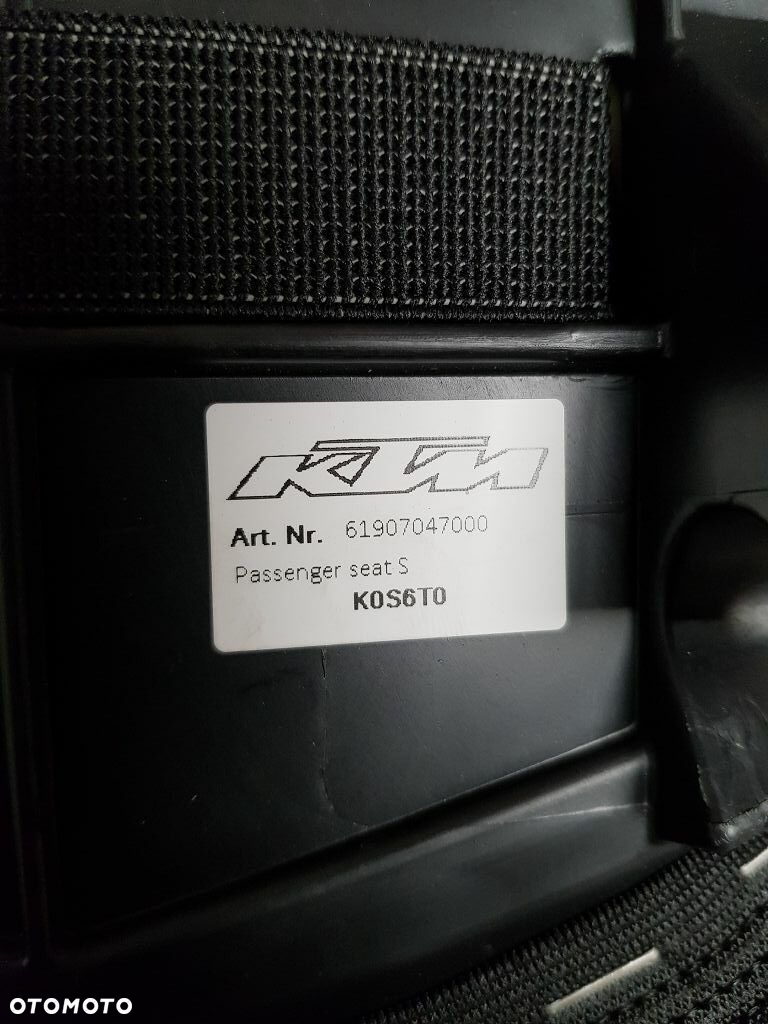 KTM
Art. Nr. 61907047000
Passenger seat S
K0S6T0
OTOMOTO